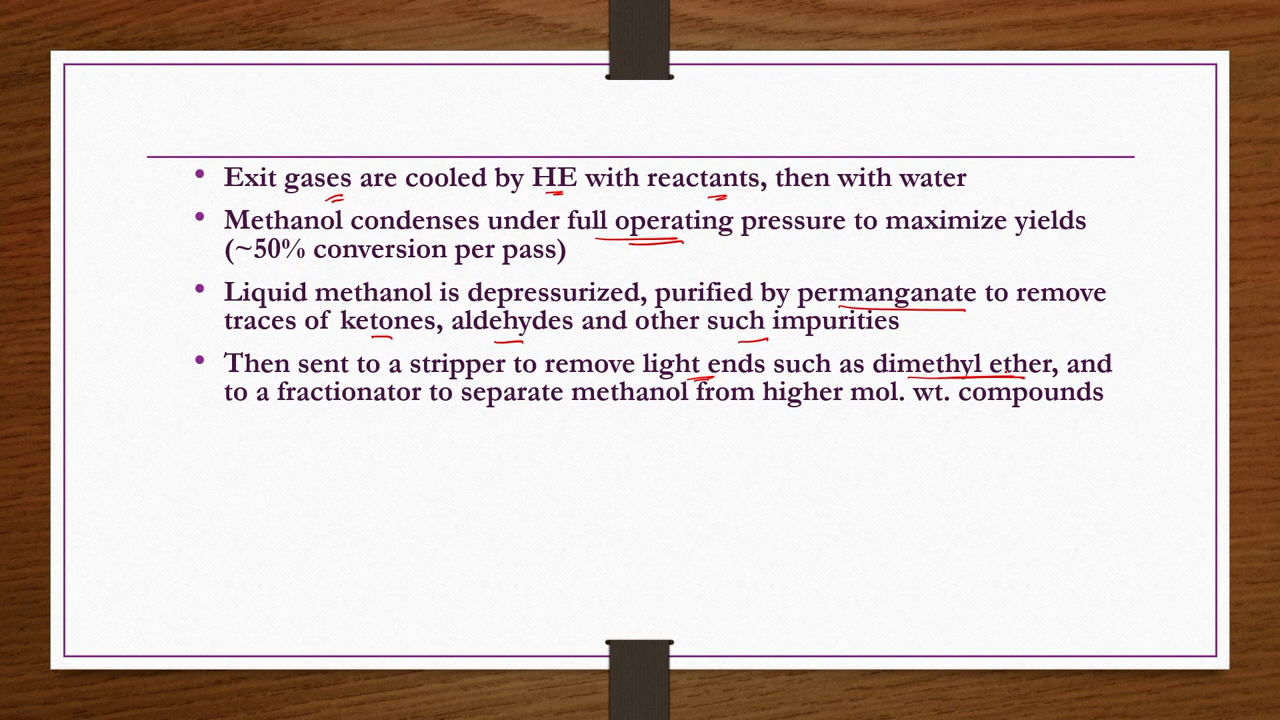 • Exit gases are cooled by HE with reactants, then with water
• Methanol condenses under full operating pressure to maximize yields
(~50% conversion per pass)
• Liquid methanol is depressurized, purified by permanganate to remove
traces of ketones, aldehydes and other such impurities
• Then sent to a stripper to remove light ends such as dimethyl ether, and
to a fractionator to separate methanol from higher mol. wt. compounds